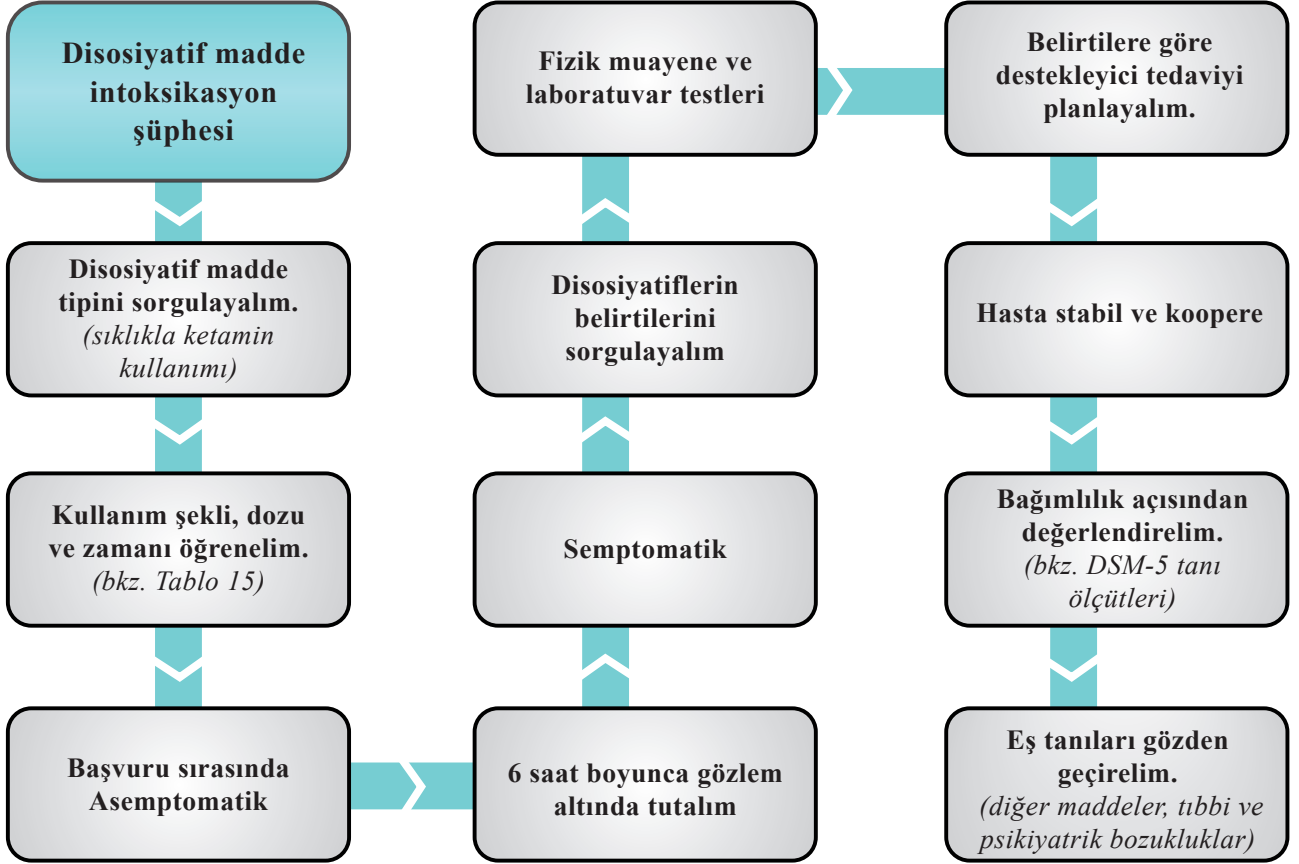 Disosiyatif madde
intoksikasyon
şüphesi
Disosiyatif madde
tipini sorgulayalım.
(sıklıkla ketamin
kullanımı)
Kullanım şekli, dozu
ve zamanı öğrenelim.
(bkz. Tablo 15)
Başvuru sırasında
Asemptomatik
6 saat boyunca gözlem
altında tutalım
Semptomatik
Disosiyatiflerin
belirtilerini
sorgulayalım
Fizik muayene ve
laboratuvar testleri
Belirtilere göre
destekleyici tedaviyi
planlayalım.
Hasta stabil ve koopere
Bağımlılık açısından
değerlendirelim.
(bkz. DSM-5 tanı
ölçütleri)
Eş tanıları gözden
geçirelim.
(diğer maddeler, tıbbi ve
psikiyatrik bozukluklar)